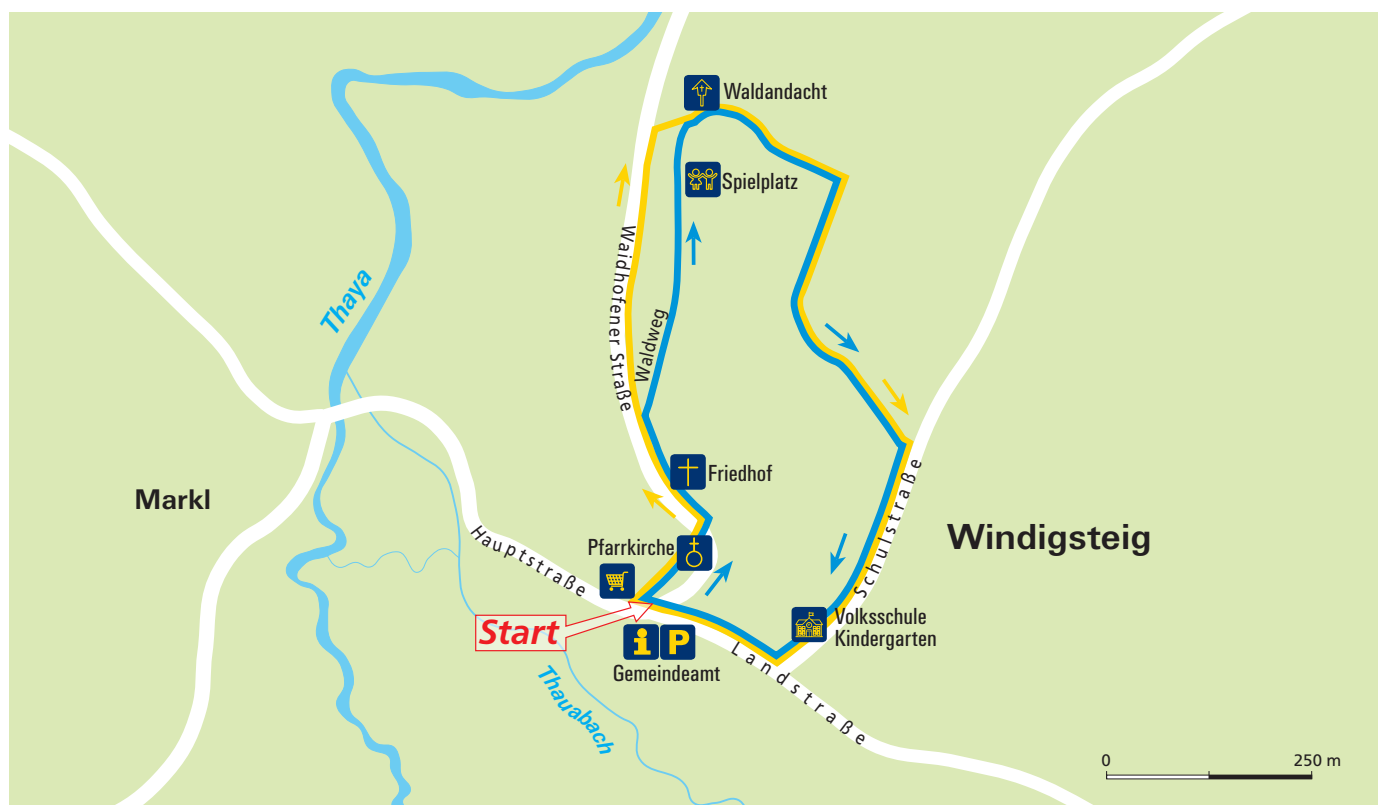 Waldandacht
Spielplatz
Thaya
Waidhofener Straße
Waldweg
Friedhof
Markl
Windigsteig
Hauptstraße
Pfarrkirche
Schulstraße
Start
Volksschule
Kindergarten
i P
Gemeindeamt
Landstraße
Thauabach
0 250 m